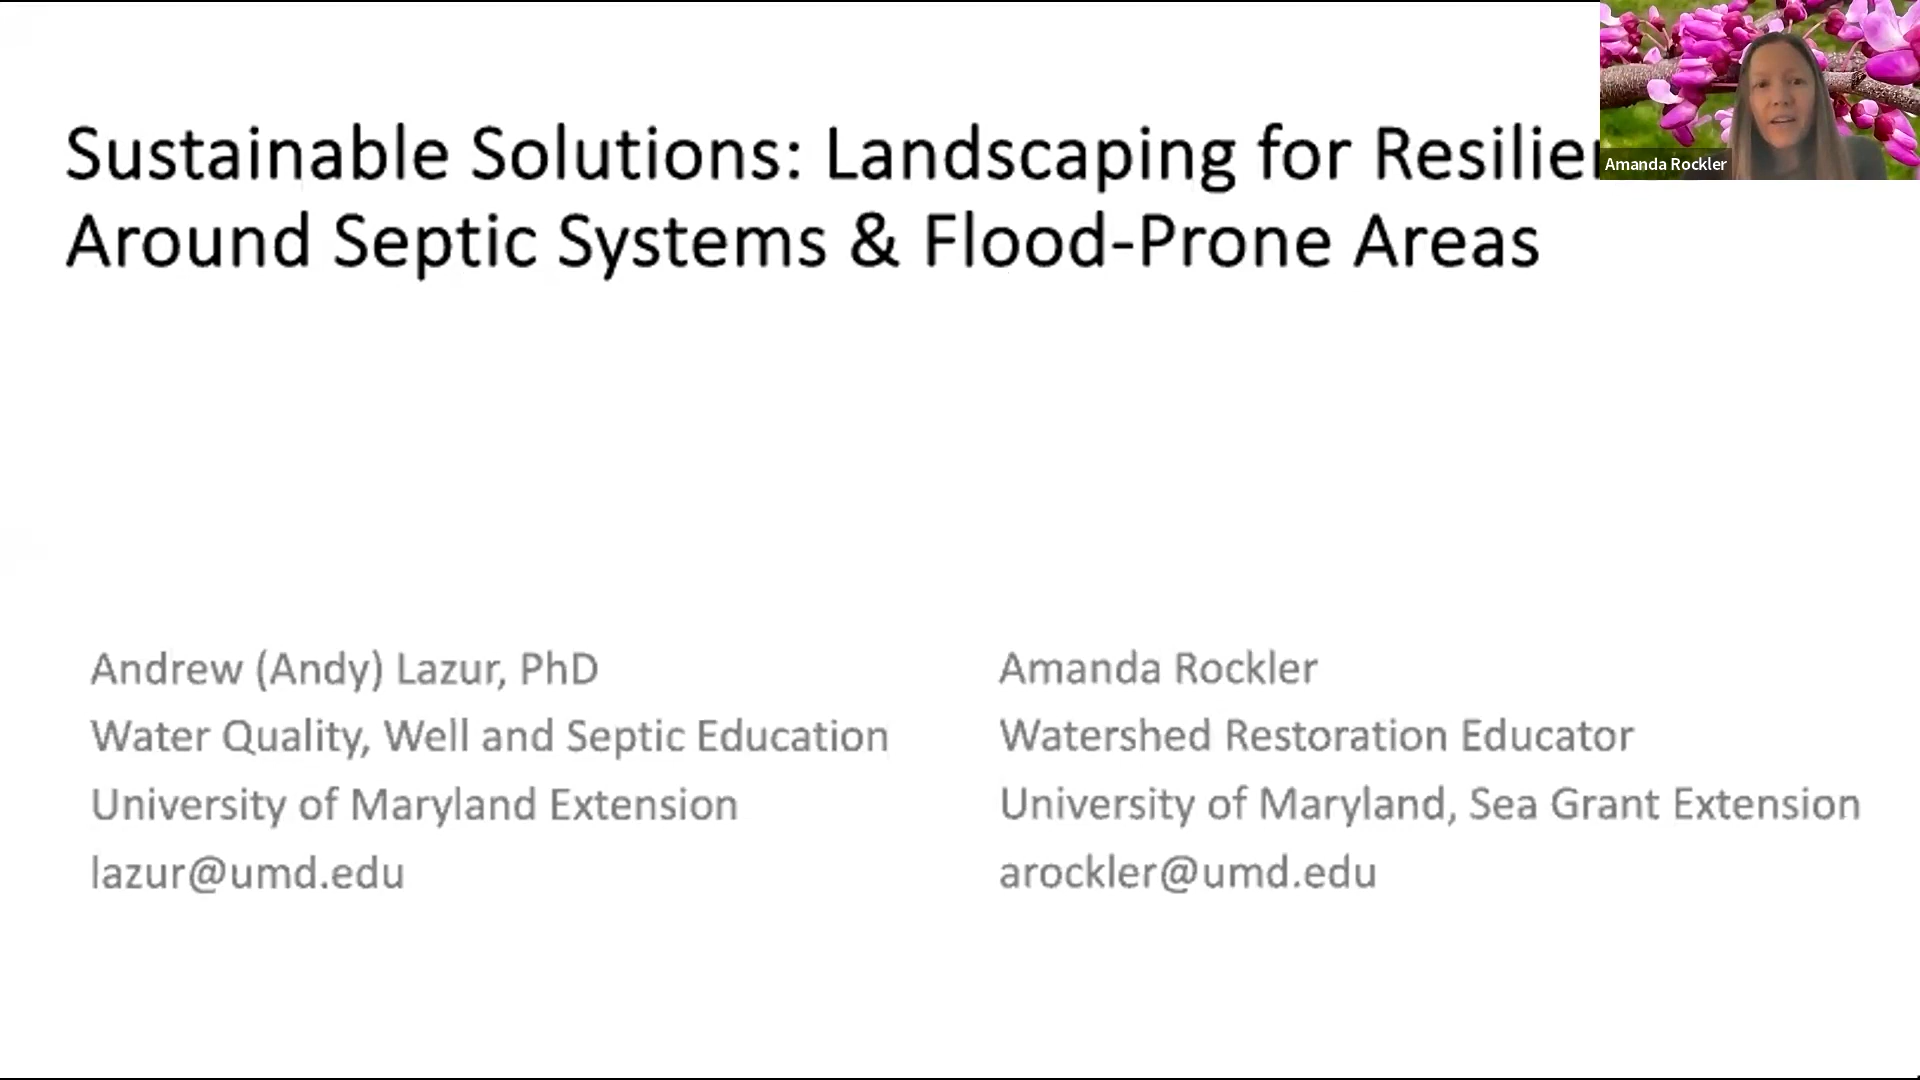 Sustainable Solutions: Landscaping for
Around Septic Systems & Flood-Prone Areas
Amanda Rockler
Andrew (Andy) Lazur, PhD
Water Quality, Well and Septic Education
University of Maryland Extension
lazur@umd.edu
Amanda Rockler
Watershed Restoration Educator
University of Maryland, Sea Grant Extension
arockler@umd.edu